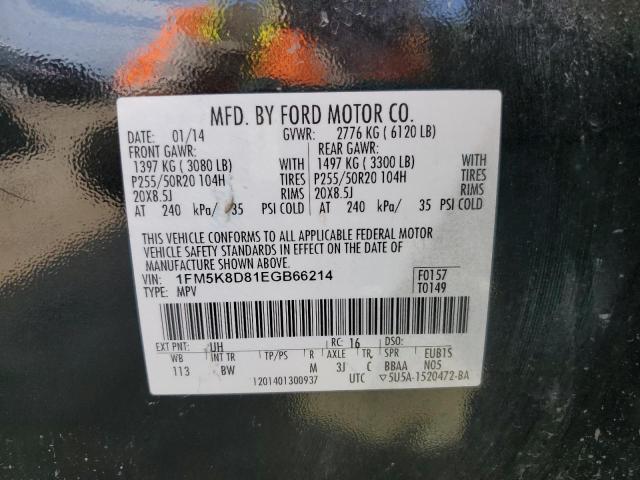 MFD. BY FORD MOTOR CO.
DATE: 01/14 GVWR: 2776 KG ( 6120 LB)
FRONT GAWR: REAR GAWR:
1397 KG ( 3080 LB) WITH 1497 KG ( 3300 LB) WITH
P255/50R20 104H TIRES P255/50R20 104H TIRES
20X8.5J RIMS 20X8.5J RIMS
AT 240 kPa/ 35 PSI COLD AT 240 kPa/ 35 PSI COLD
THIS VEHICLE CONFORMS TO ALL APPLICABLE FEDERAL MOTOR
VEHICLE SAFETY STANDARDS IN EFFECT ON THE DATE OF
MANUFACTURE SHOWN ABOVE.
VIN: 1FM5K8D81EGB66214 F0157
TYPE: MPV T0149
EXT PNT: UH RC: 16 DSO:
WB INT TR TP/PS R AXLE TR SPR EUB1S
113 BW M 3J C BBAA N05
1201401300937 UTC ▽5U5A-1520472-BA